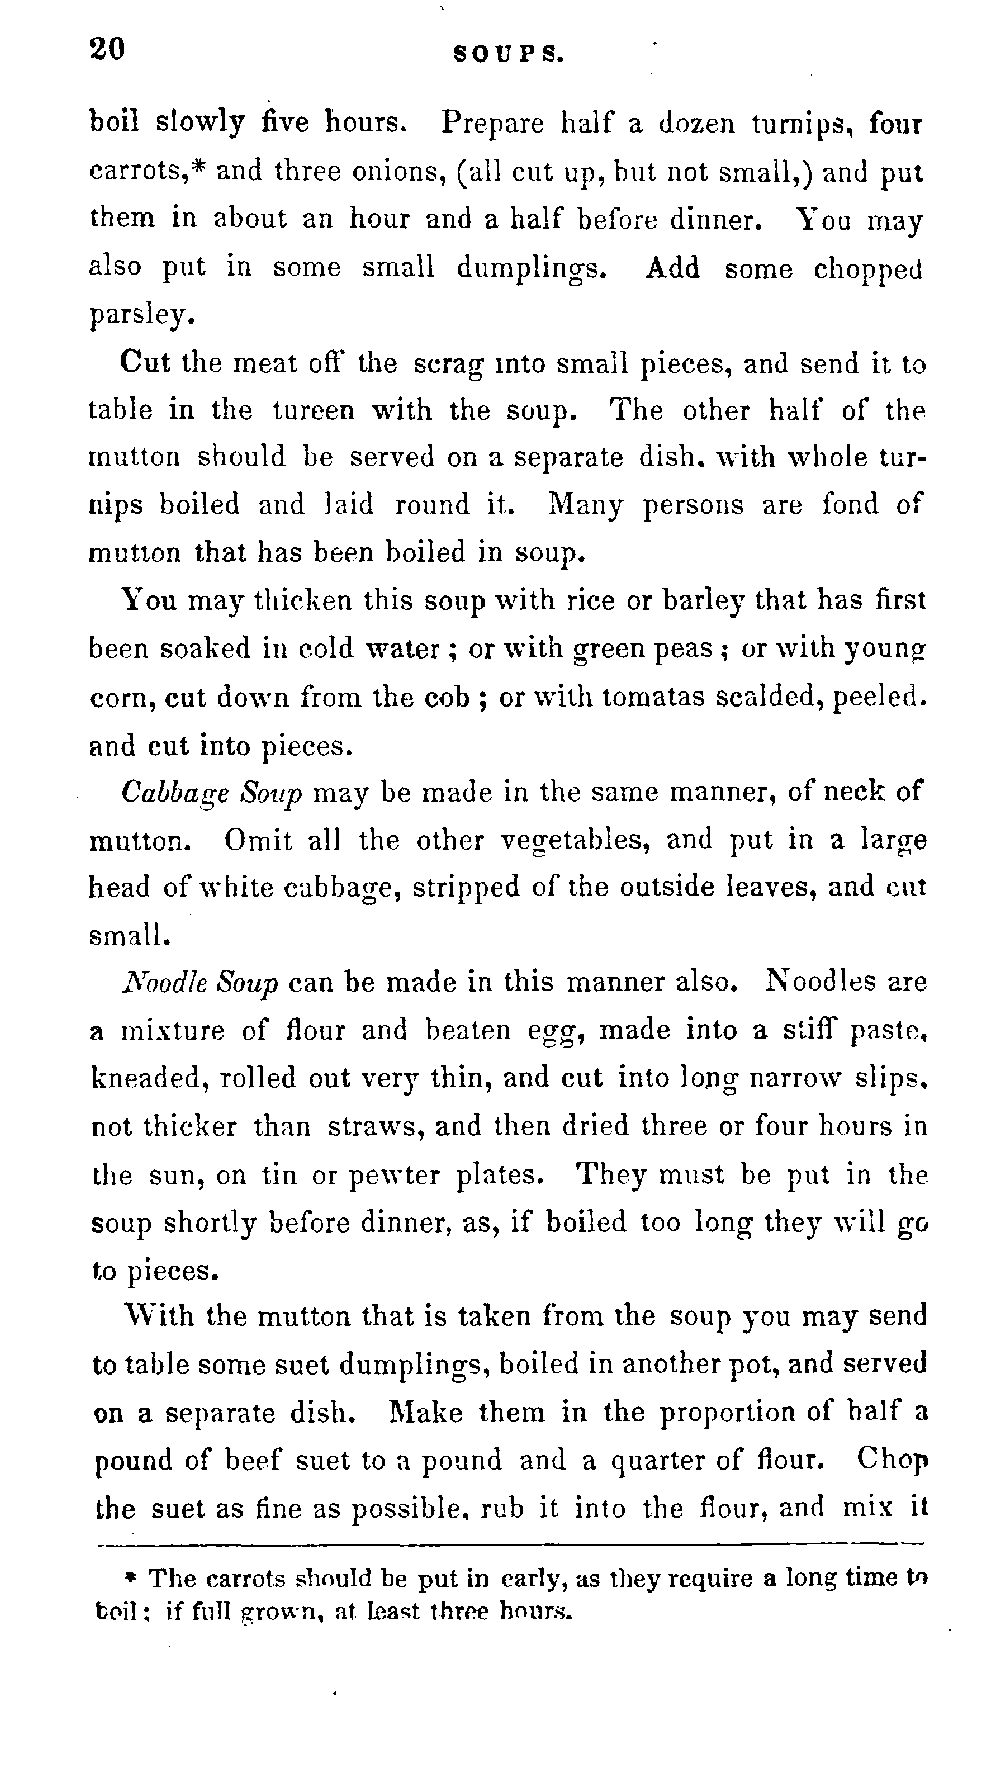 20 SOUPS.
boil slowly five hours. Prepare half a dozen turnips, four
carrots,* and three onions, (all cut up, but not small,) and put
them in about an hour and a half before dinner. You may
also put in some small dumplings. Add some chopped
parsley.
Cut the meat off the scrag into small pieces, and send it to
table in the tureen with the soup. The other half of the
mutton should be served on a separate dish. with whole tur-
nips boiled and laid round it. Many persons are fond of
mutton that has been boiled in soup.
You may thicken this soup with rice or barley that has first
been soaked in cold water ; or with green peas ; or with young
corn, cut down from the cob ; or with tomatas scalded, peeled.
and cut into pieces.
Cabbage Soup may be made in the same manner, of neck of
mutton. Omit all the other vegetables, and put in a large
head of white cabbage, stripped of the outside leaves, and cut
small.
Noodle Soup can be made in this manner also. Noodles are
a mixture of flour and beaten egg, made into a stiff paste,
kneaded, rolled out very thin, and cut into long narrow slips,
not thicker than straws, and then dried three or four hours in
the sun, on tin or pewter plates. They must be put in the
soup shortly before dinner, as, if boiled too long they will go
to pieces.
With the mutton that is taken from the soup you may send
to table some suet dumplings, boiled in another pot, and served
on a separate dish. Make them in the proportion of half a
pound of beef suet to a pound and a quarter of flour. Chop
the suet as fine as possible, rub it into the flour, and mix it
* The carrots should be put in early, as they require a long time to
boil ; if full grown, at least three hours.